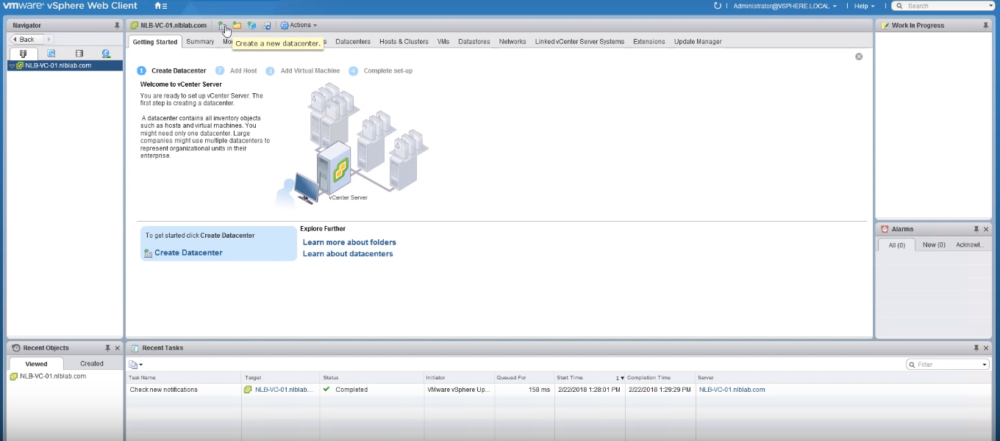 vmware® vSphere Web Client
Administrator@VSPHERE.LOCAL
Help
Search
Navigator
Back
NLB-VC-01.nlblab.com
NLB-VC-01.nlblab.com
Actions
Create a new datacenter.
Getting Started
Summary
Datacenters
Hosts & Clusters
VMs
Datastores
Networks
Linked vCenter Server Systems
Extensions
Update Manager
1 Create Datacenter 2 Add Host 3 Add Virtual Machine 4 Complete set-up
Welcome to vCenter Server
You are ready to set up vCenter Server. The
first step is creating a datacenter.
A datacenter contains all inventory objects
such as hosts and virtual machines. You
might need only one datacenter. Large
companies might use multiple datacenters to
represent organizational units in their
enterprise.
vCenter Server
To get started click Create Datacenter
Create Datacenter
Explore Further
Learn more about folders
Learn about datacenters
Work In Progress
Alarms
All (0) New (0) Acknowl...
Recent Objects
Viewed Created
NLB-VC-01.nlblab.com
Recent Tasks
Filter
Task Name Target Status Initiator Queued For Start Time 1 Completion Time Server
Check new notifications NLB-VC-01.nlblab.... Completed VMware vSphere Up... 158 ms 2/22/2018 1:28:01 PM 2/22/2018 1:29:29 PM NLB-VC-01.nlblab.com